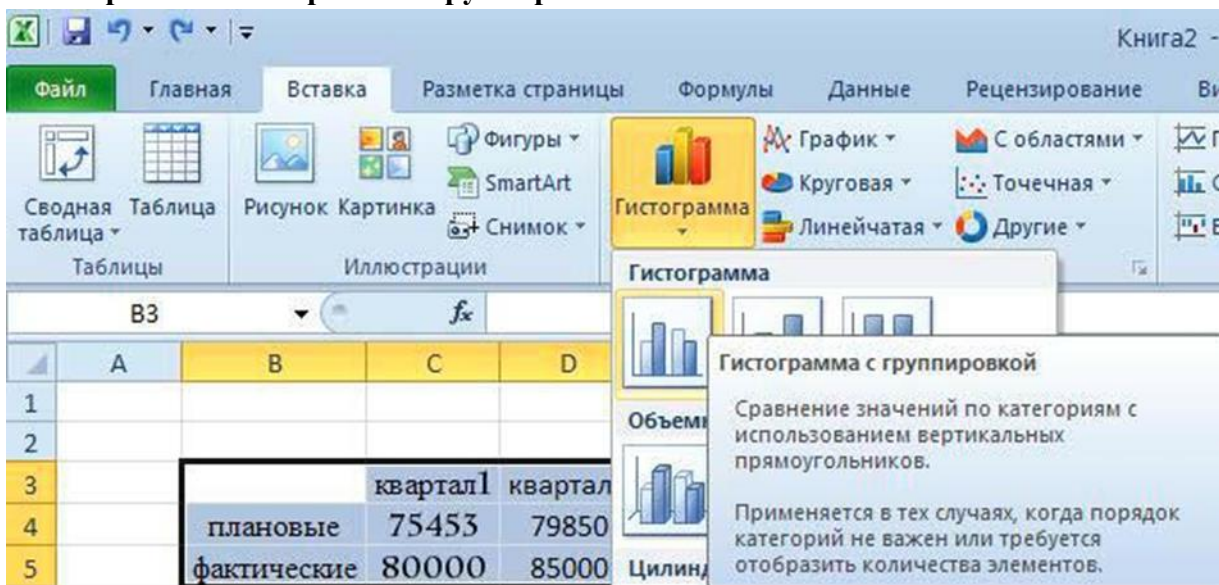 Книга2 -
Файл Главная Вставка Разметка страницы Формулы Данные Рецензирование
Сводная таблица Таблица Рисунок Картинка Фигуры SmartArt Снимок
Гистограмма График Круговая Линейчатая С областями Точечная Другие
Таблицы Иллюстрации
Гистограмма
B3 fx
A B C D
1
2
3 квартал1 квартал
4 плановые 75453 79850
5 фактические 80000 85000
Гистограмма с группировкой
Сравнение значений по категориям с
использованием вертикальных
прямоугольников.
Применяется в тех случаях, когда порядок
категорий не важен или требуется
отобразить количества элементов.